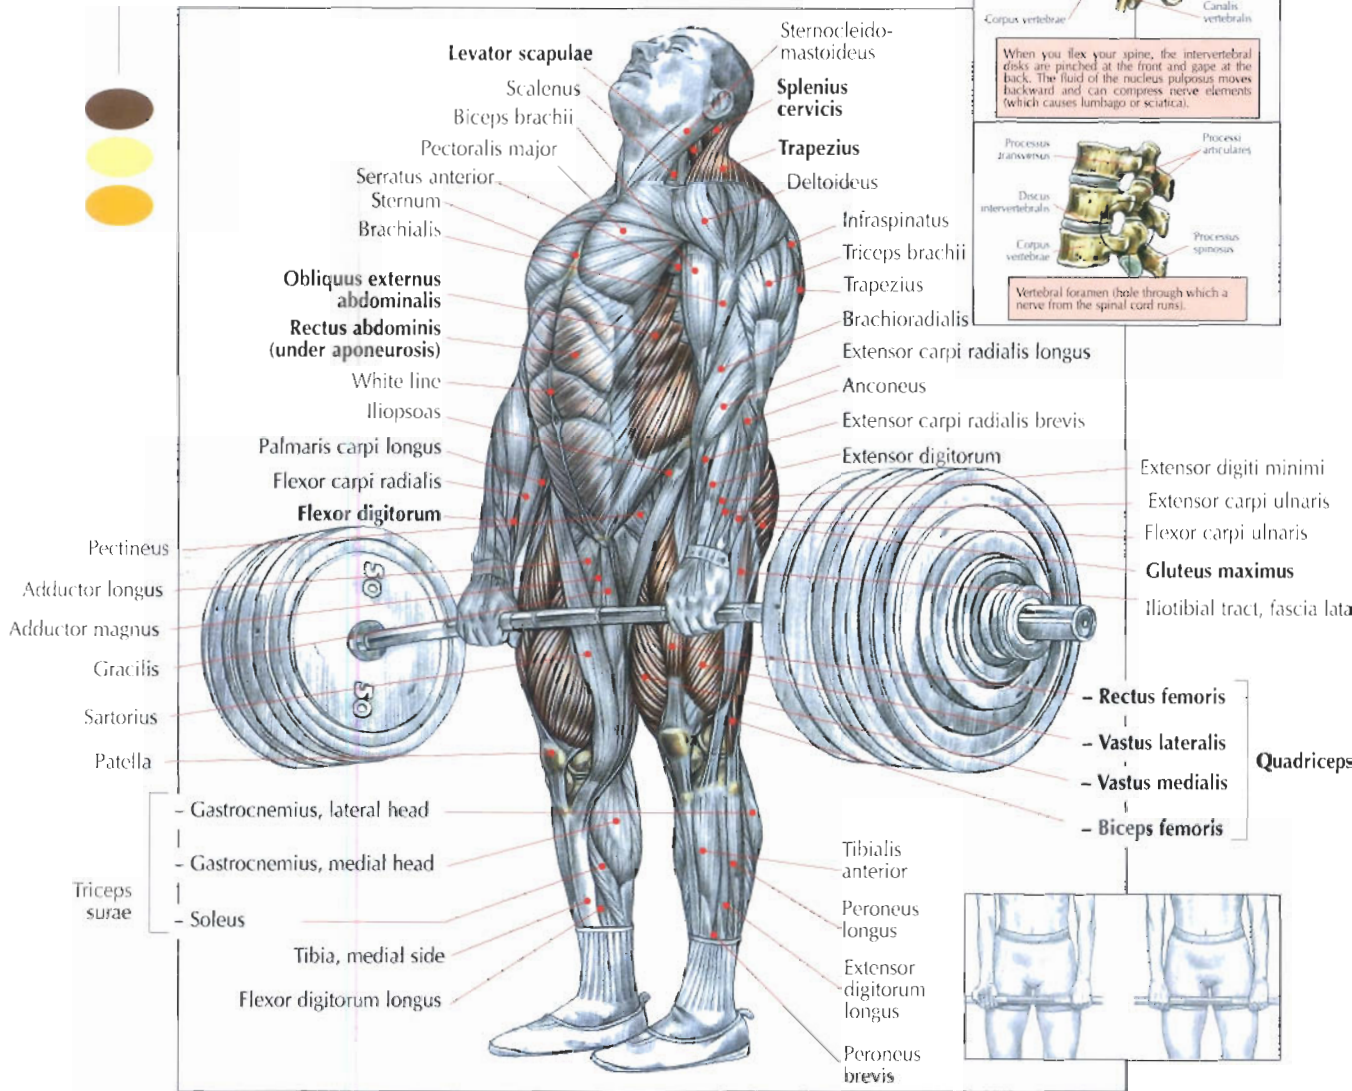 Corpus vertebrae
Canalis
vertebralis
When you flex your spine, the intervertebral
disks are pinched at the front and gape at the
back. The fluid of the nucleus pulposus moves
backward and can compress nerve elements
(which causes lumbago or sciatica).
Processus
transversus
Processi
articulares
Discus
intervertebralis
Corpus
vertebrae
Processus
spinosus
Vertebral foramen (hole through which a
nerve from the spinal cord runs).
Levator scapulae
Scalenus
Biceps brachii
Pectoralis major
Serratus anterior
Sternum
Brachialis
Obliquus externus
abdominalis
Rectus abdominis
(under aponeurosis)
White line
Iliopsoas
Palmaris carpi longus
Flexor carpi radialis
Flexor digitorum
Pectineus
Adductor longus
Adductor magnus
Gracilis
Sartorius
Patella
Triceps
surae
– Gastrocnemius, lateral head
– Gastrocnemius, medial head
– Soleus
Tibia, medial side
Flexor digitorum longus
50
50
Sternocleido-
mastoideus
Splenius
cervicis
Trapezius
Deltoideus
Infraspinatus
Triceps brachii
Trapezius
Brachioradialis
Extensor carpi radialis longus
Anconeus
Extensor carpi radialis brevis
Extensor digitorum
Extensor digiti minimi
Extensor carpi ulnaris
Flexor carpi ulnaris
Gluteus maximus
Iliotibial tract, fascia lata
– Rectus femoris
– Vastus lateralis
– Vastus medialis
– Biceps femoris
Quadriceps
Tibialis
anterior
Peroneus
longus
Extensor
digitorum
longus
Peroneus
brevis